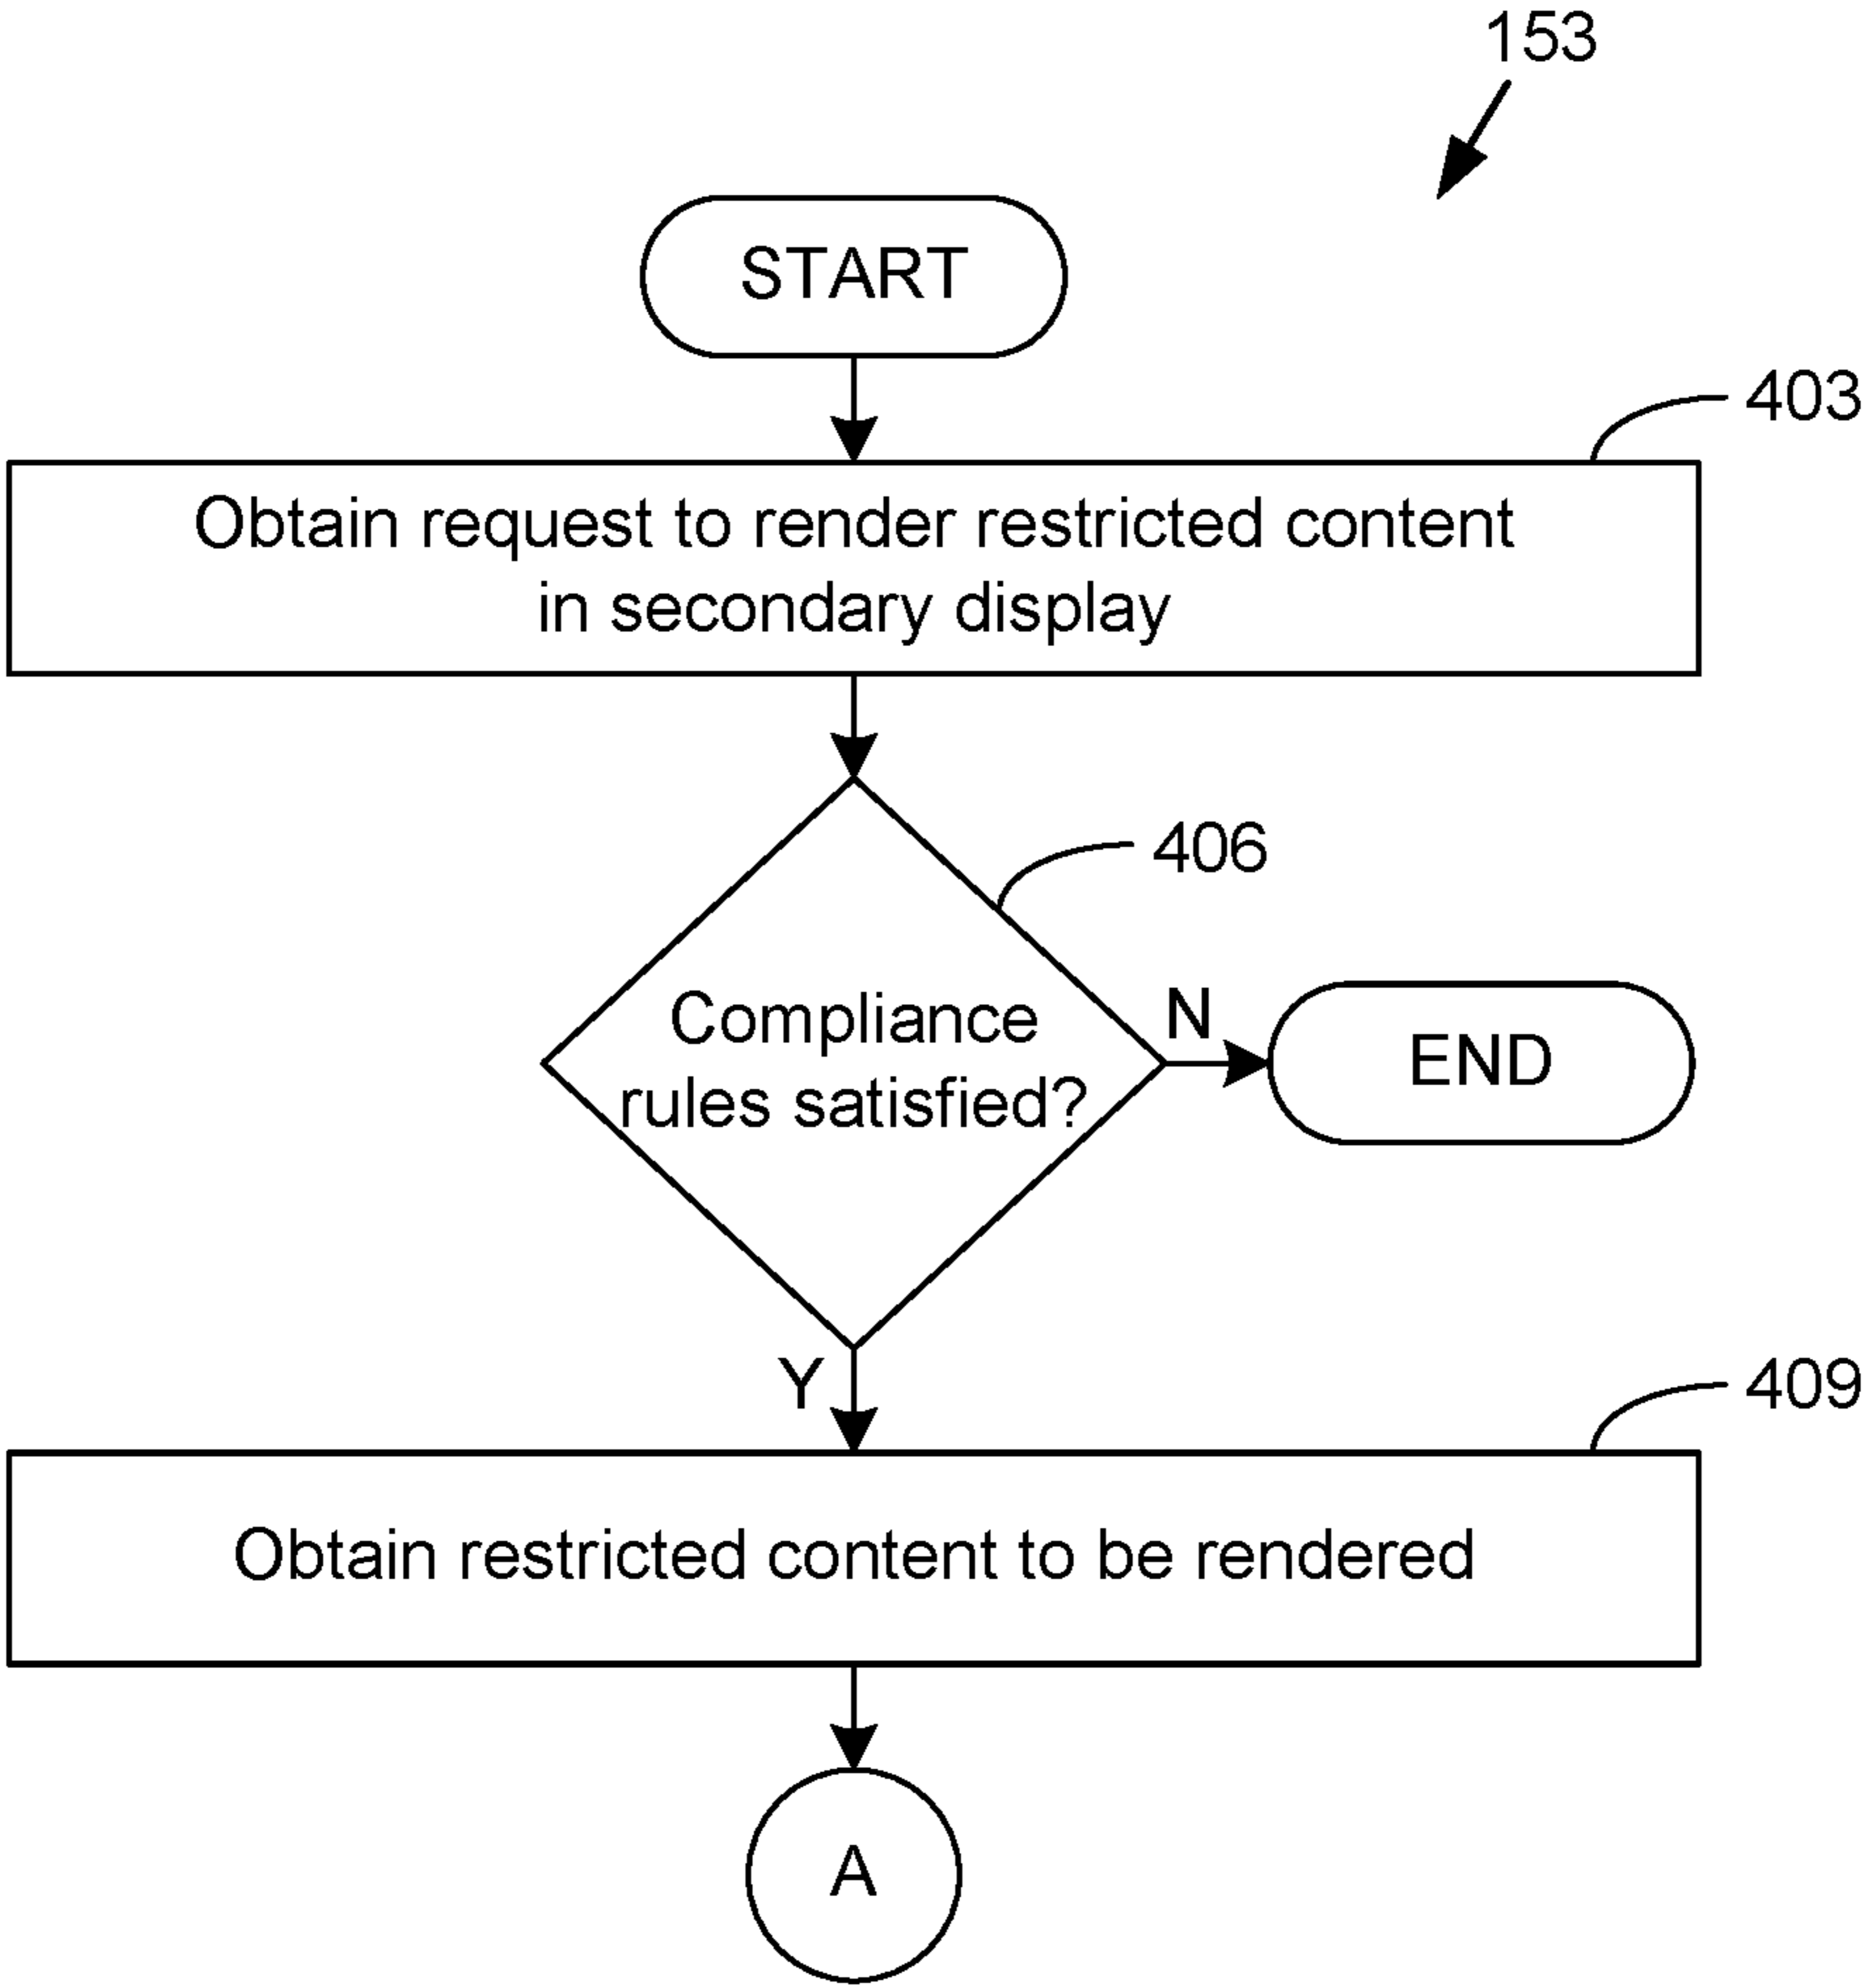 153
START
403
Obtain request to render restricted content
in secondary display
406
Compliance
rules satisfied?
N
END
Y
409
Obtain restricted content to be rendered
A